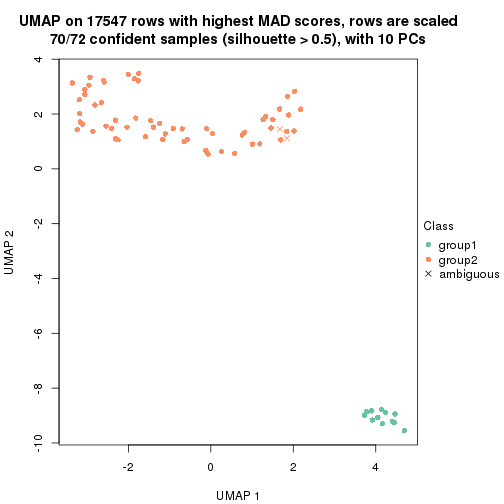 UMAP on 17547 rows with highest MAD scores, rows are scaled
70/72 confident samples (silhouette > 0.5), with 10 PCs
4
2
0
-2
-4
-6
-8
-10
UMAP 2
-2
0
2
4
UMAP 1
Class
group1
group2
ambiguous